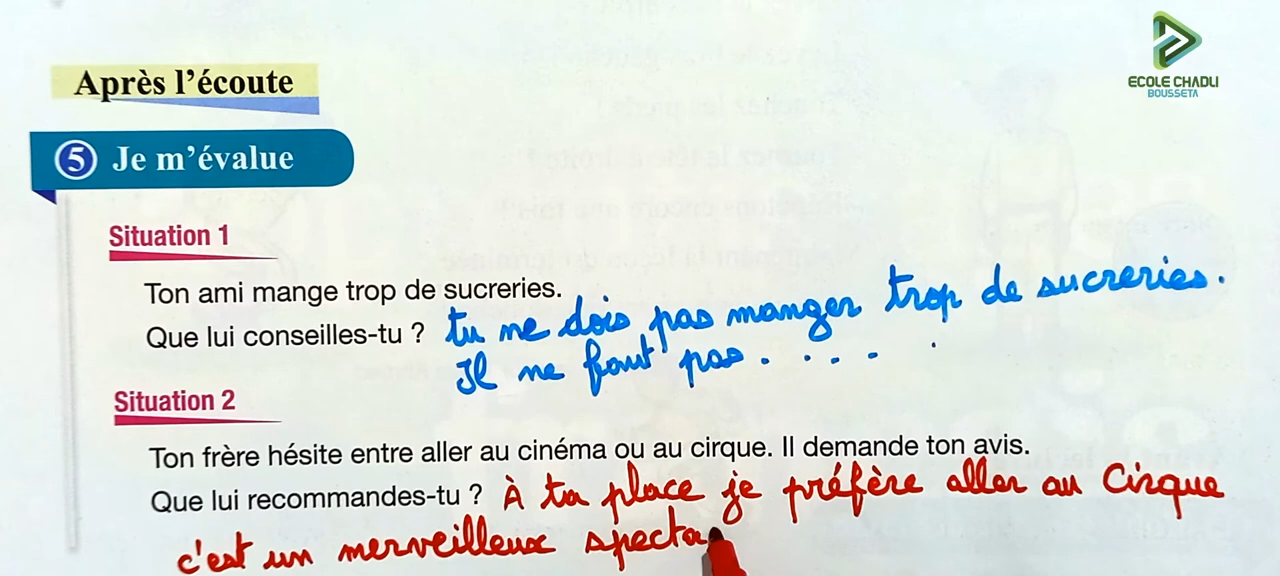 ECOLE CHADLI
BOUSSETA
Après l'écoute
5 Je m'évalue
Situation 1
Ton ami mange trop de sucreries.
Que lui conseilles-tu ? tu ne dois pas manger trop de sucreries.
Il ne faut pas . . . . .
Situation 2
Ton frère hésite entre aller au cinéma ou au cirque. Il demande ton avis.
Que lui recommandes-tu ? À ta place je préfère aller au Cirque
c'est un merveilleux specta